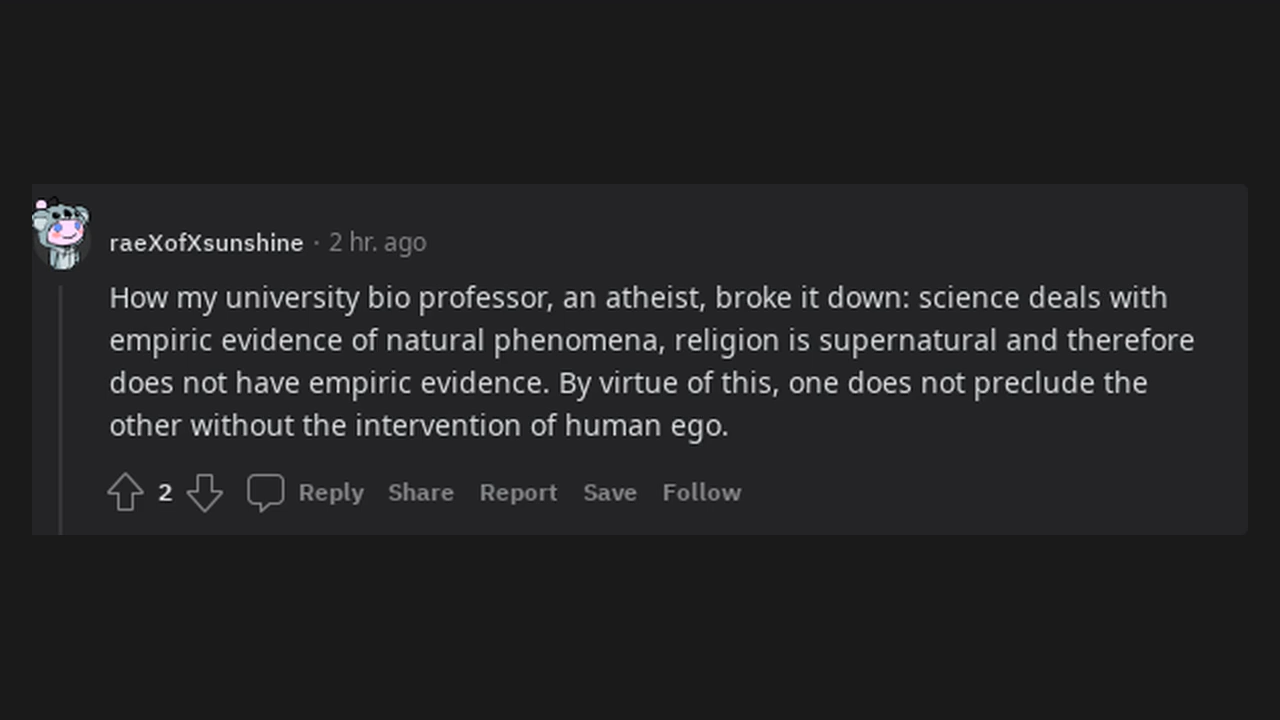 raeXofXsunshine · 2 hr. ago
How my university bio professor, an atheist, broke it down: science deals with
empiric evidence of natural phenomena, religion is supernatural and therefore
does not have empiric evidence. By virtue of this, one does not preclude the
other without the intervention of human ego.
2 Reply Share Report Save Follow